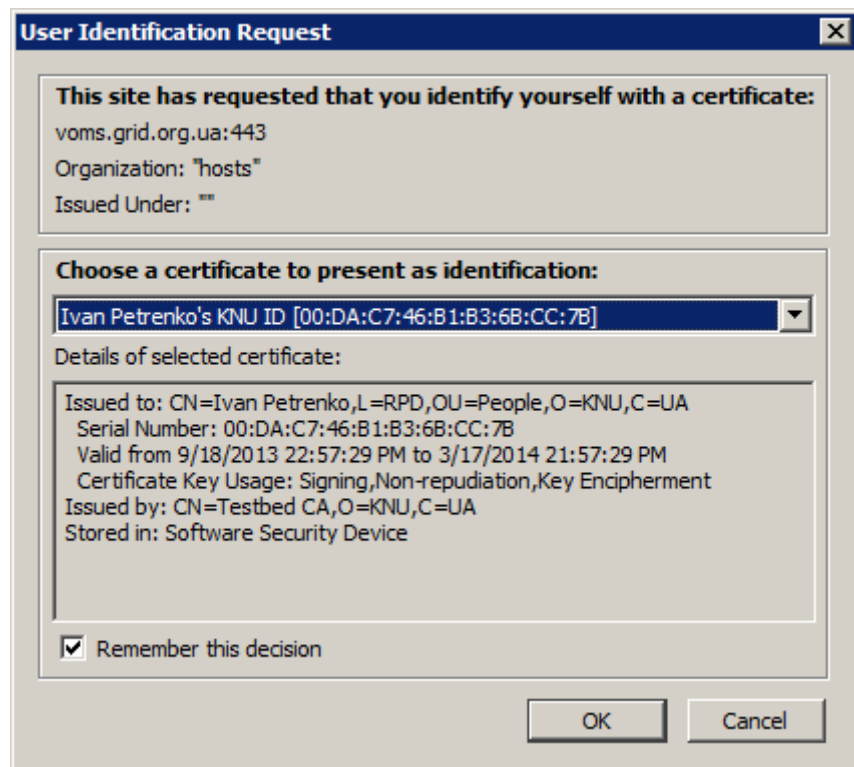 User Identification Request
This site has requested that you identify yourself with a certificate:
voms.grid.org.ua:443
Organization: "hosts"
Issued Under: ""
Choose a certificate to present as identification:
Ivan Petrenko's KNU ID [00:DA:C7:46:B1:B3:6B:CC:7B]
Details of selected certificate:
Issued to: CN=Ivan Petrenko,L=RPD,OU=People,O=KNU,C=UA
Serial Number: 00:DA:C7:46:B1:B3:6B:CC:7B
Valid from 9/18/2013 22:57:29 PM to 3/17/2014 21:57:29 PM
Certificate Key Usage: Signing,Non-repudiation,Key Encipherment
Issued by: CN=Testbed CA,O=KNU,C=UA
Stored in: Software Security Device
Remember this decision
OK Cancel